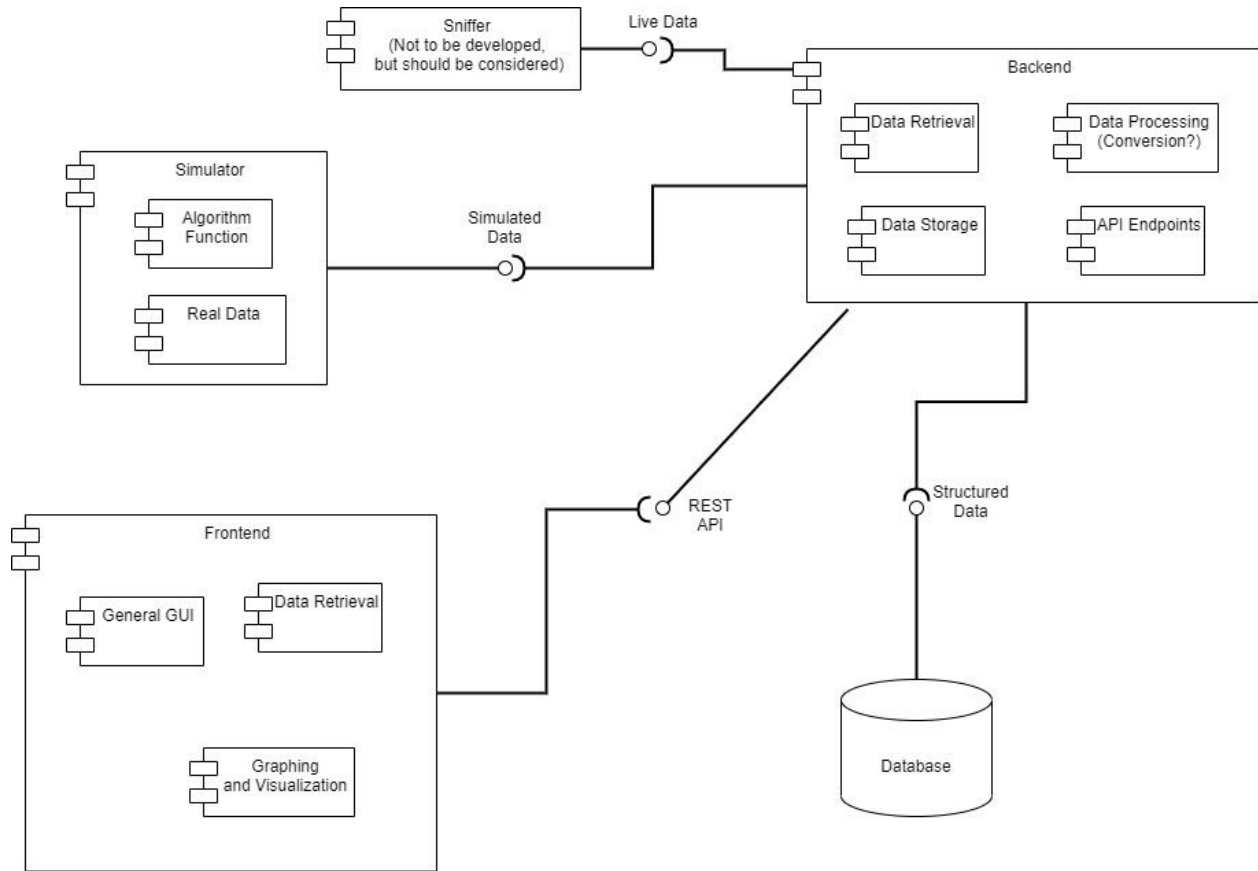 Sniffer
(Not to be developed,
but should be considered)
Live Data
Backend
Data Retrieval
Data Processing
(Conversion?)
Data Storage
API Endpoints
Simulator
Algorithm
Function
Real Data
Simulated
Data
REST
API
Structured
Data
Frontend
General GUI
Data Retrieval
Graphing
and Visualization
Database